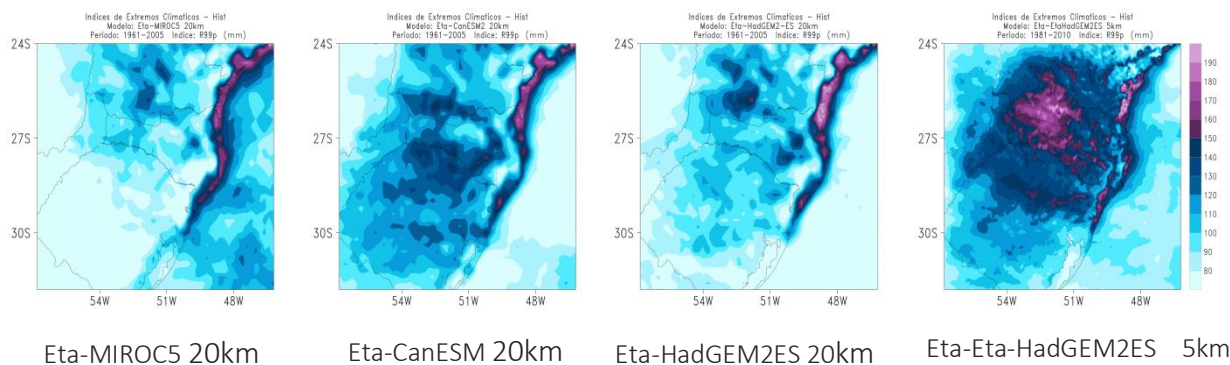 Indices de Extremos Climaticos - Hist
Modelo: Eta-MIROC5 20km
Periodo: 1961-2005 Indice: R99p (mm)
24S
27S
30S
54W 51W 48W
Eta-MIROC5 20km
Indices de Extremos Climaticos - Hist
Modelo: Eta-CanESM2 20km
Periodo: 1961-2005 Indice: R99p (mm)
24S
27S
30S
54W 51W 48W
Eta-CanESM 20km
Indices de Extremos Climaticos - Hist
Modelo: Eta-HadGEM2-ES 20km
Periodo: 1961-2005 Indice: R99p (mm)
24S
27S
30S
54W 51W 48W
Eta-HadGEM2ES 20km
Indices de Extremos Climaticos - Hist
Modelo: Eta-EtaHadGEM2ES 5km
Periodo: 1981-2010 Indice: R99p (mm)
24S
27S
30S
54W 51W 48W
190
180
170
160
150
140
130
120
110
100
90
80
Eta-Eta-HadGEM2ES 5km